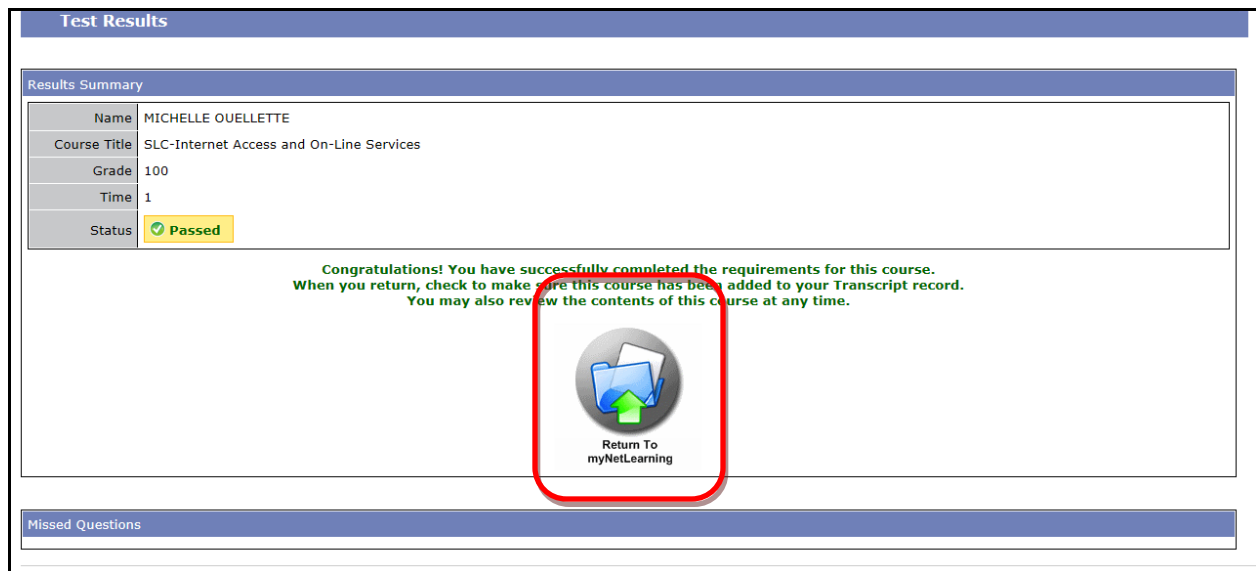 Test Results
Results Summary
Name MICHELLE OUELLETTE
Course Title SLC-Internet Access and On-Line Services
Grade 100
Time 1
Status Passed
Congratulations! You have successfully completed the requirements for this course.
When you return, check to make sure this course has been added to your Transcript record.
You may also review the contents of this course at any time.
Return To
myNetLearning
Missed Questions